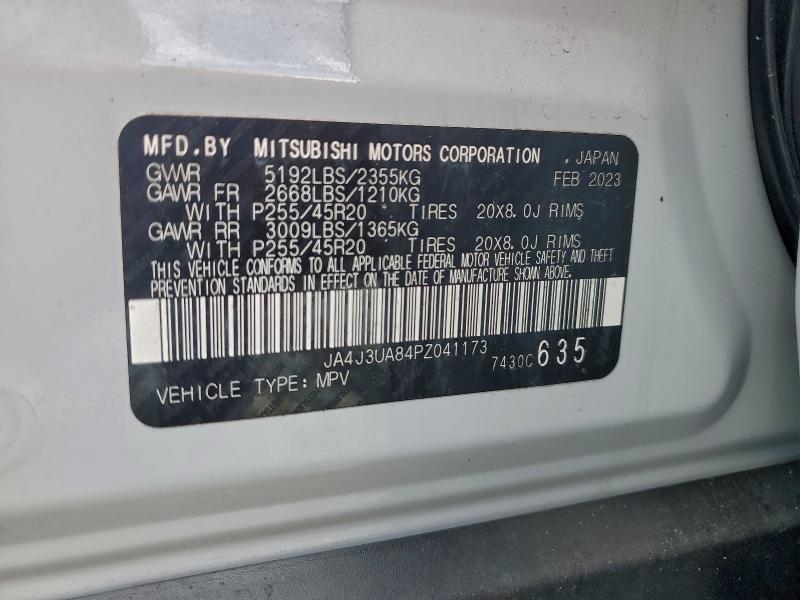 MFD.BY MITSUBISHI MOTORS CORPORATION , JAPAN
GVWR 5192LBS/2355KG FEB 2023
GAWR FR 2668LBS/1210KG
WITH P255/45R20 TIRES 20X8.0J RIMS
GAWR RR 3009LBS/1365KG
WITH P255/45R20 TIRES 20X8.0J RIMS
THIS VEHICLE CONFORMS TO ALL APPLICABLE FEDERAL MOTOR VEHICLE SAFETY AND THEFT
PREVENTION STANDARDS IN EFFECT ON THE DATE OF MANUFACTURE SHOWN ABOVE.
JA4J3UA84PZ041173 7430C 635
VEHICLE TYPE: MPV